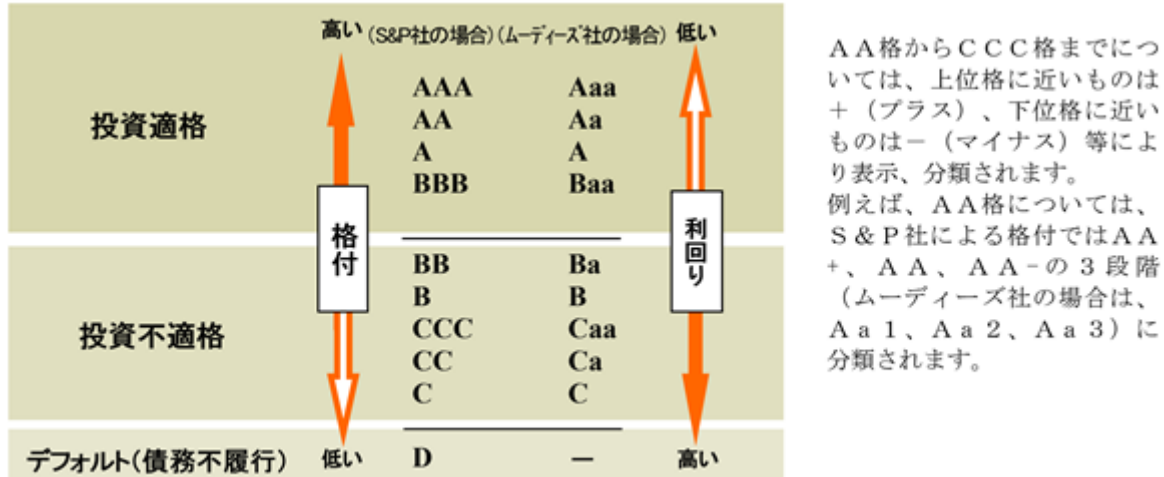 高い (S&P社の場合) (ムーディーズ社の場合) 低い
投資適格
AAA Aaa
AA Aa
A A
BBB Baa
格付
利回り
投資不適格
BB Ba
B B
CCC Caa
CC Ca
C C
デフォルト(債務不履行) 低い D — 高い
AA格からCCC格までにつ
いては、上位格に近いものは
+(プラス)、下位格に近い
ものは−(マイナス)等によ
り表示、分類されます。
例えば、AA格については、
S&P社による格付ではAA
+、AA、AA-の3段階
(ムーディーズ社の場合は、
Aa1、Aa2、Aa3)に
分類されます。